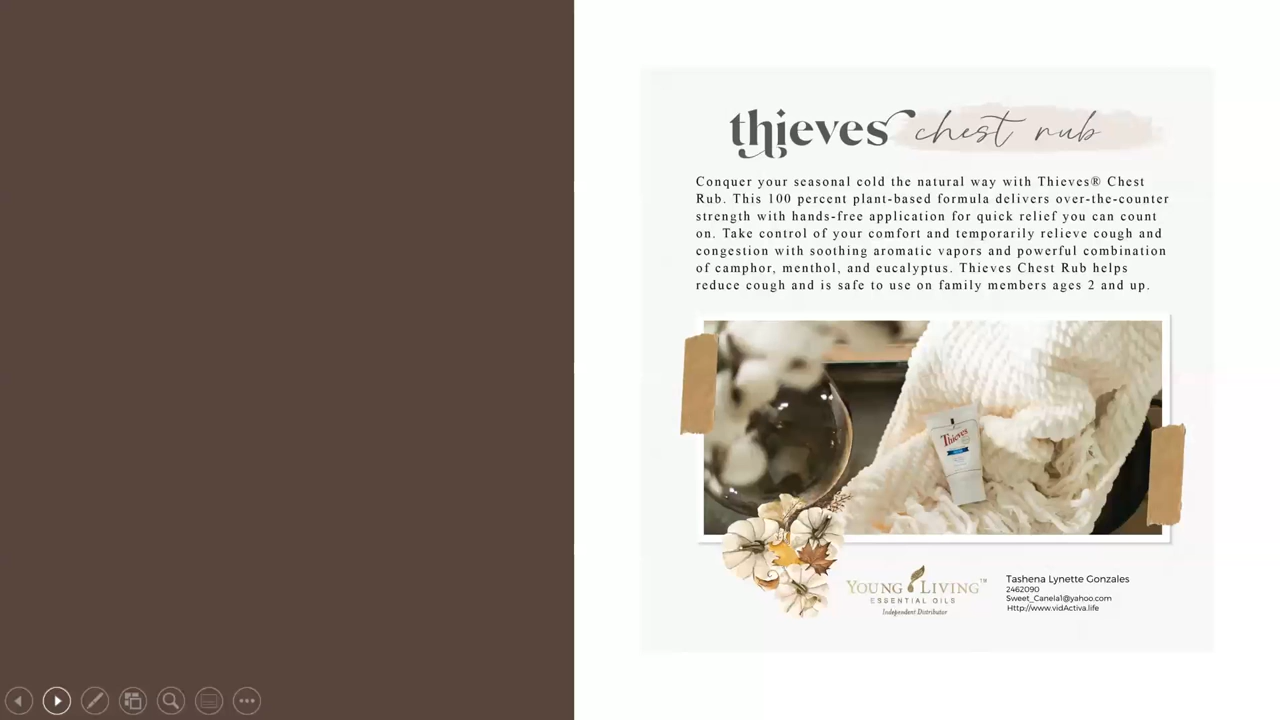 thieves chest rub
Conquer your seasonal cold the natural way with Thieves® Chest
Rub. This 100 percent plant-based formula delivers over-the-counter
strength with hands-free application for quick relief you can count
on. Take control of your comfort and temporarily relieve cough and
congestion with soothing aromatic vapors and powerful combination
of camphor, menthol, and eucalyptus. Thieves Chest Rub helps
reduce cough and is safe to use on family members ages 2 and up.
Thieves
YOUNG LIVING™
ESSENTIAL OILS
Independent Distributor
Tashena Lynette Gonzales
2462090
Sweet_Canela1@yahoo.com
Http://www.vidActiva.life